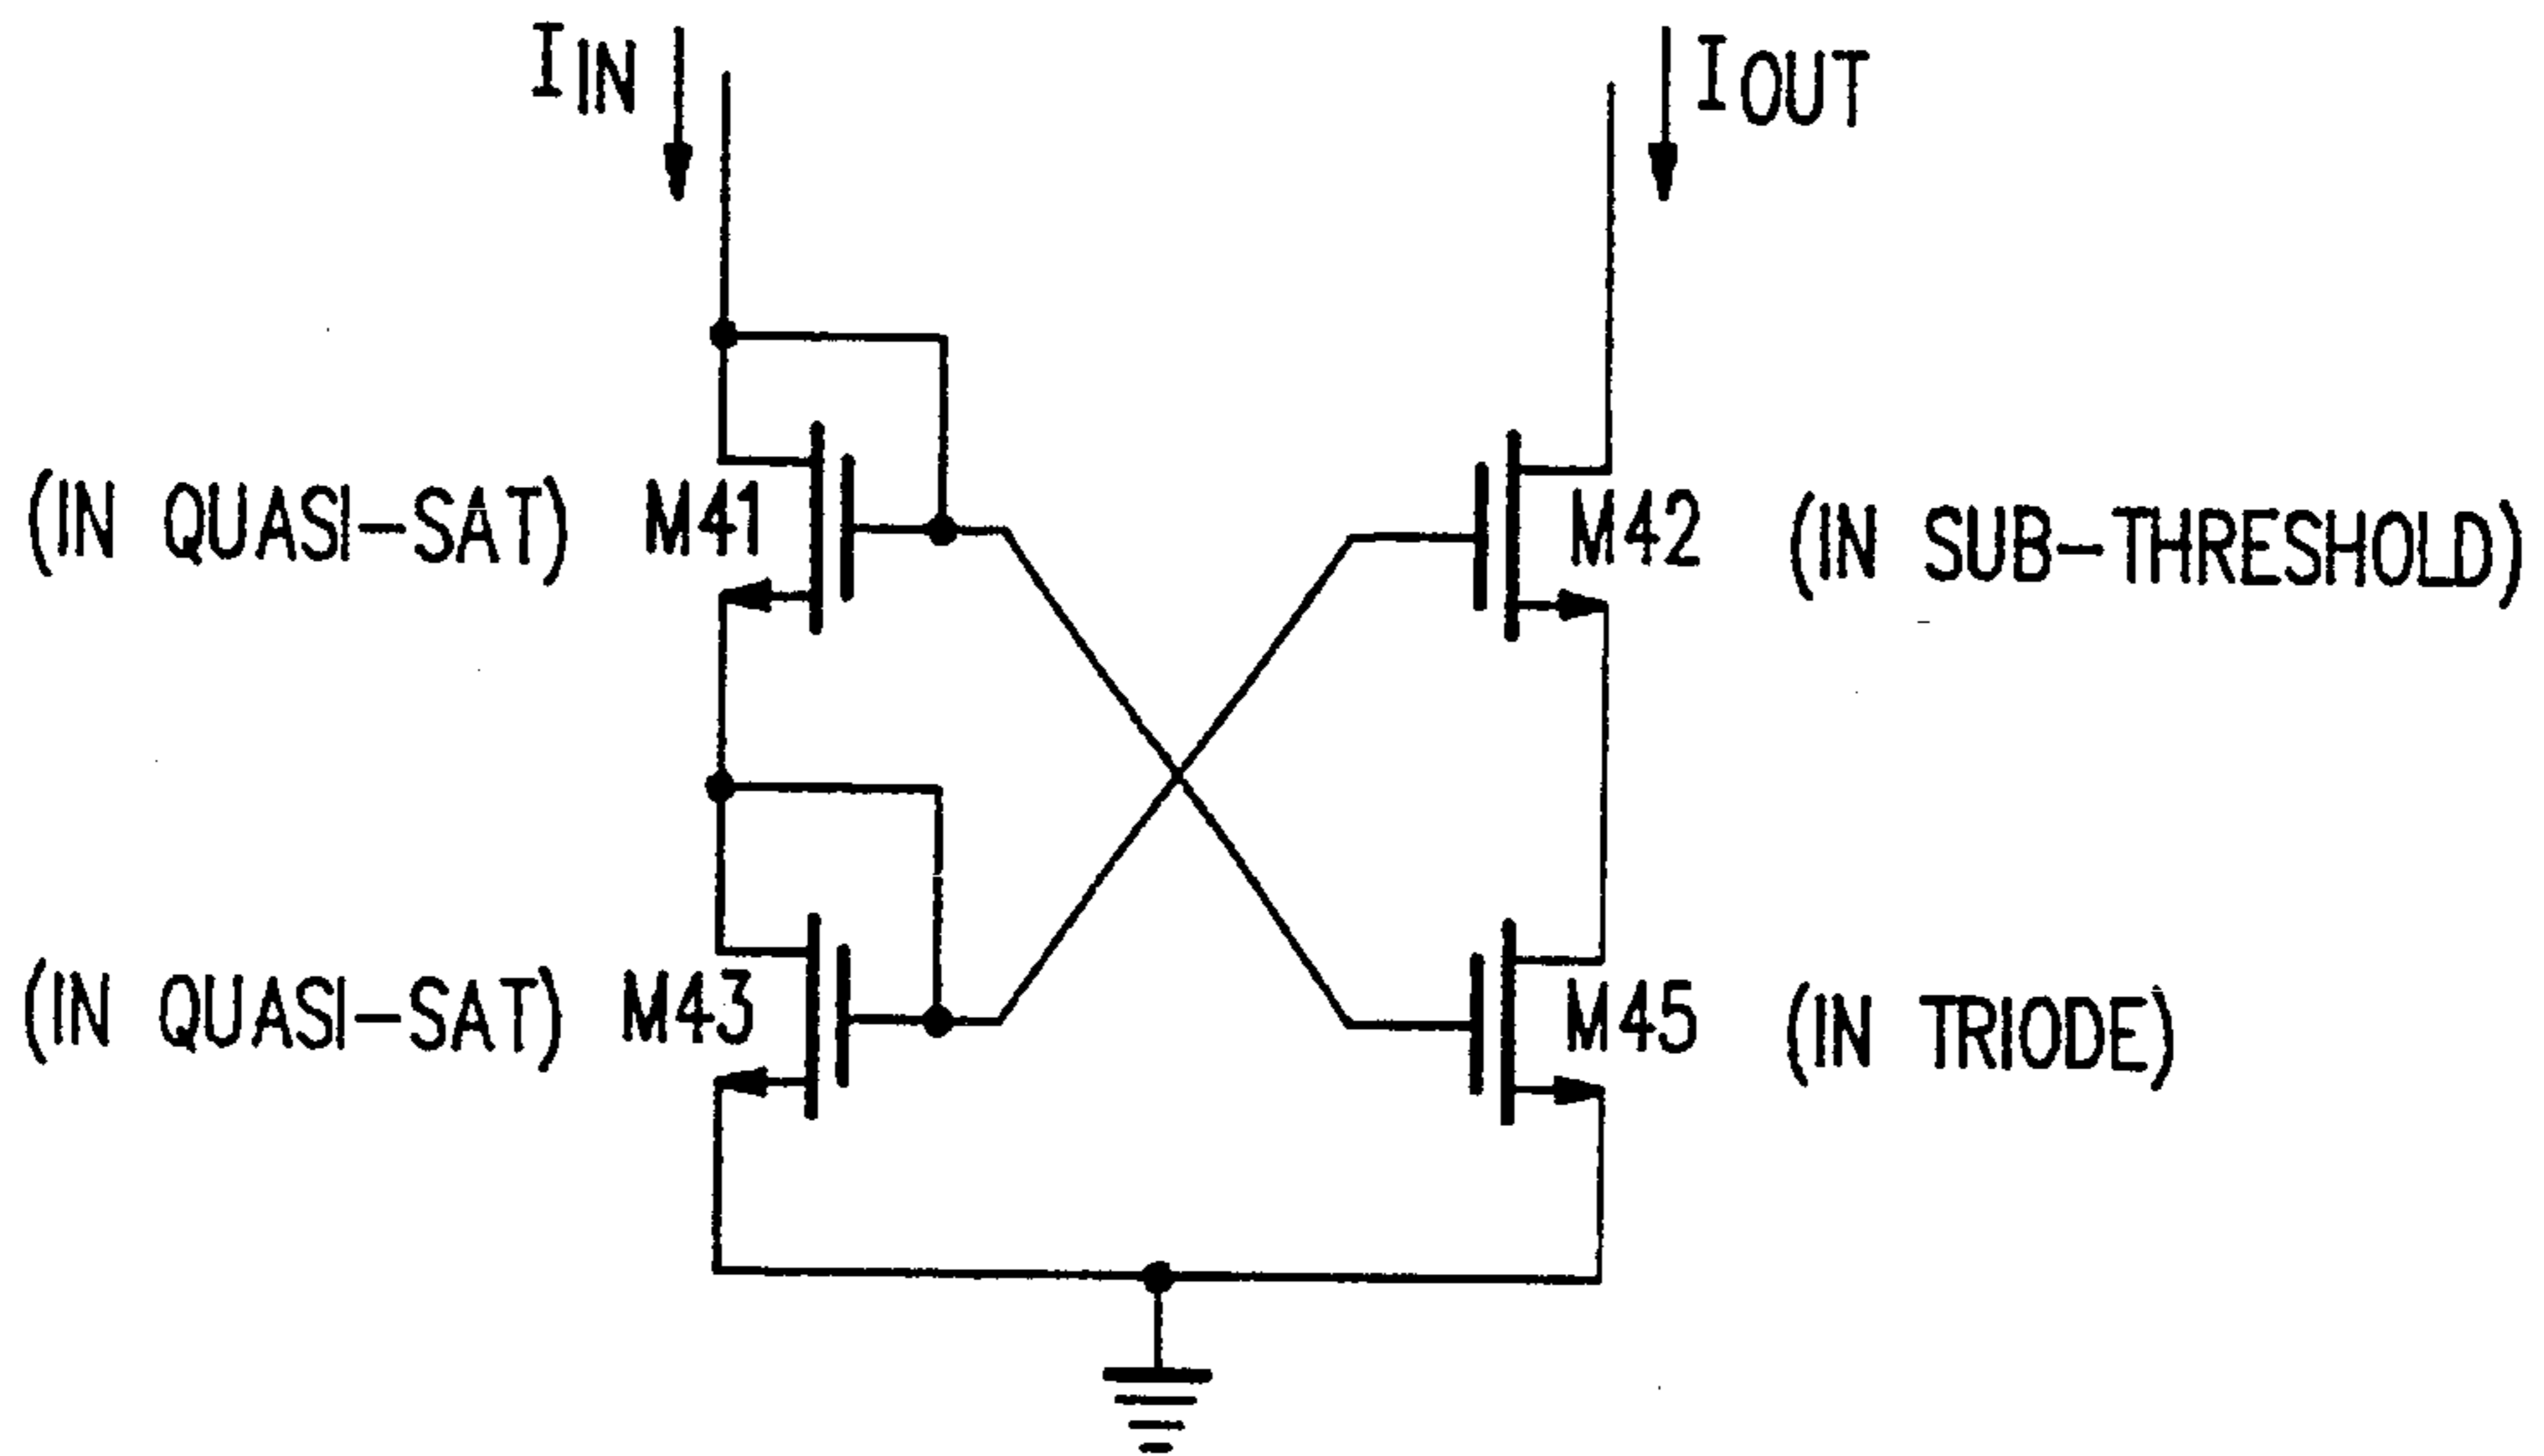 IIN
IOUT
(IN QUASI-SAT) M41
M42 (IN SUB-THRESHOLD)
(IN QUASI-SAT) M43
M45 (IN TRIODE)